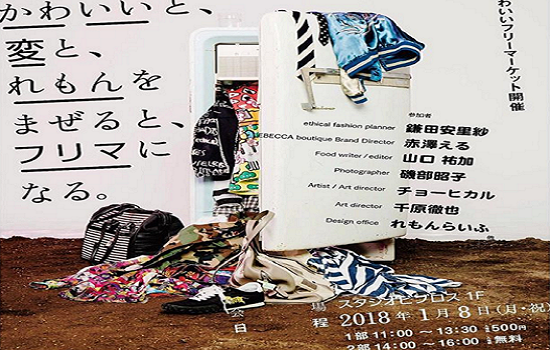 かわいいと、
変と、
れもんを
まぜると、
フリマに
なる。
わいいフリーマーケット開催
参加者
ethical fashion planner 鎌田安里紗
EBECCA boutique Brand Director 赤澤える
Food writer / editor 山口祐加
Photographer 磯部昭子
Artist / Art director チョーヒカル
Art director 千原徹也
Design office れもんらいふ
会場 スタジオピブロス 1F
日程 2018年1月8日(月・祝)
1部 11:00 〜 13:30 500円
2部 14:00 〜 16:00 無料